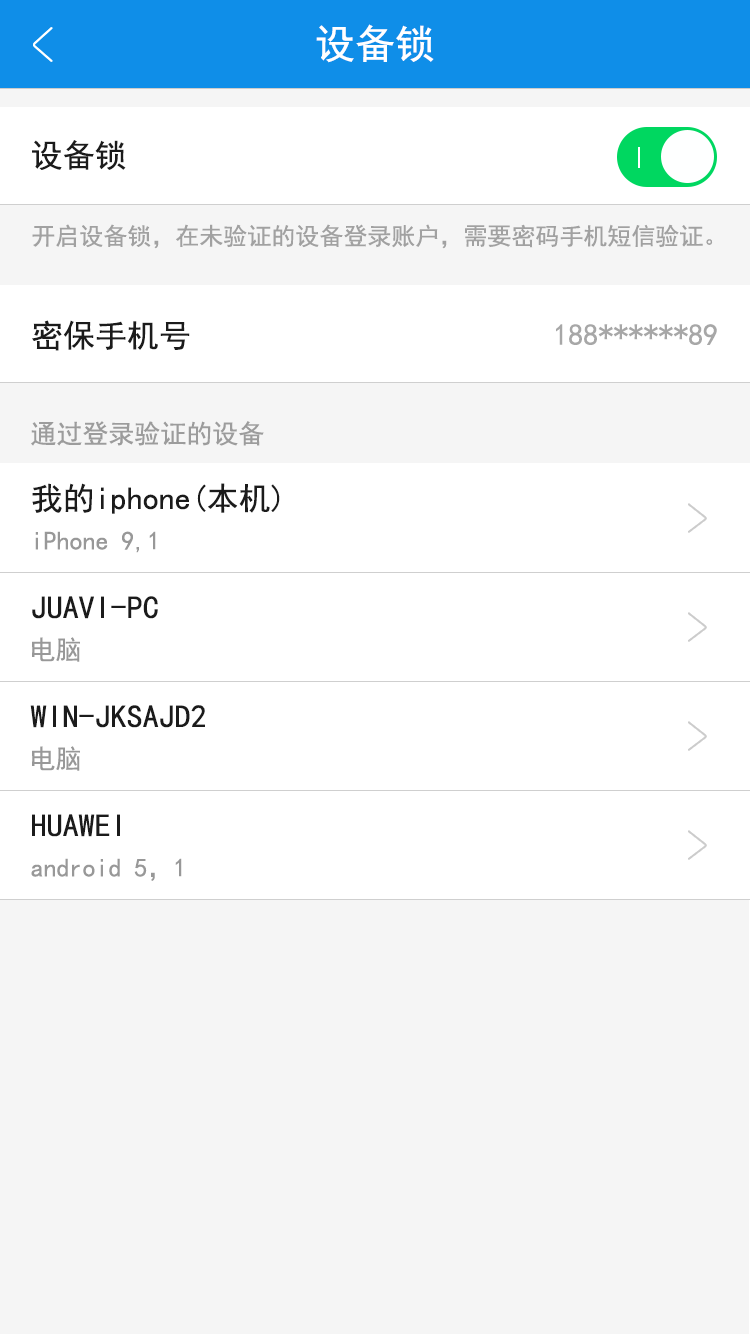 设备锁
设备锁
开启设备锁，在未验证的设备登录账户，需要密码手机短信验证。
密保手机号 188******89
通过登录验证的设备
我的iphone(本机)
iPhone 9,1
JUAVI-PC
电脑
WIN-JKSAJD2
电脑
HUAWEI
android 5，1